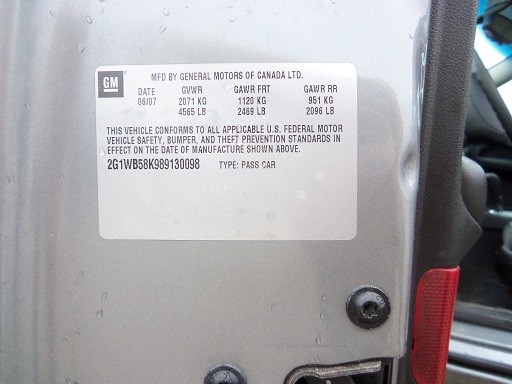 GM
MFD BY GENERAL MOTORS OF CANADA LTD.
DATE GVWR GAWR FRT GAWR RR
06/07 2071 KG 1120 KG 951 KG
4565 LB 2469 LB 2096 LB
THIS VEHICLE CONFORMS TO ALL APPLICABLE U.S. FEDERAL MOTOR
VEHICLE SAFETY, BUMPER, AND THEFT PREVENTION STANDARDS IN
EFFECT ON THE DATE OF MANUFACTURE SHOWN ABOVE.
2G1WB58K989130098 TYPE: PASS CAR